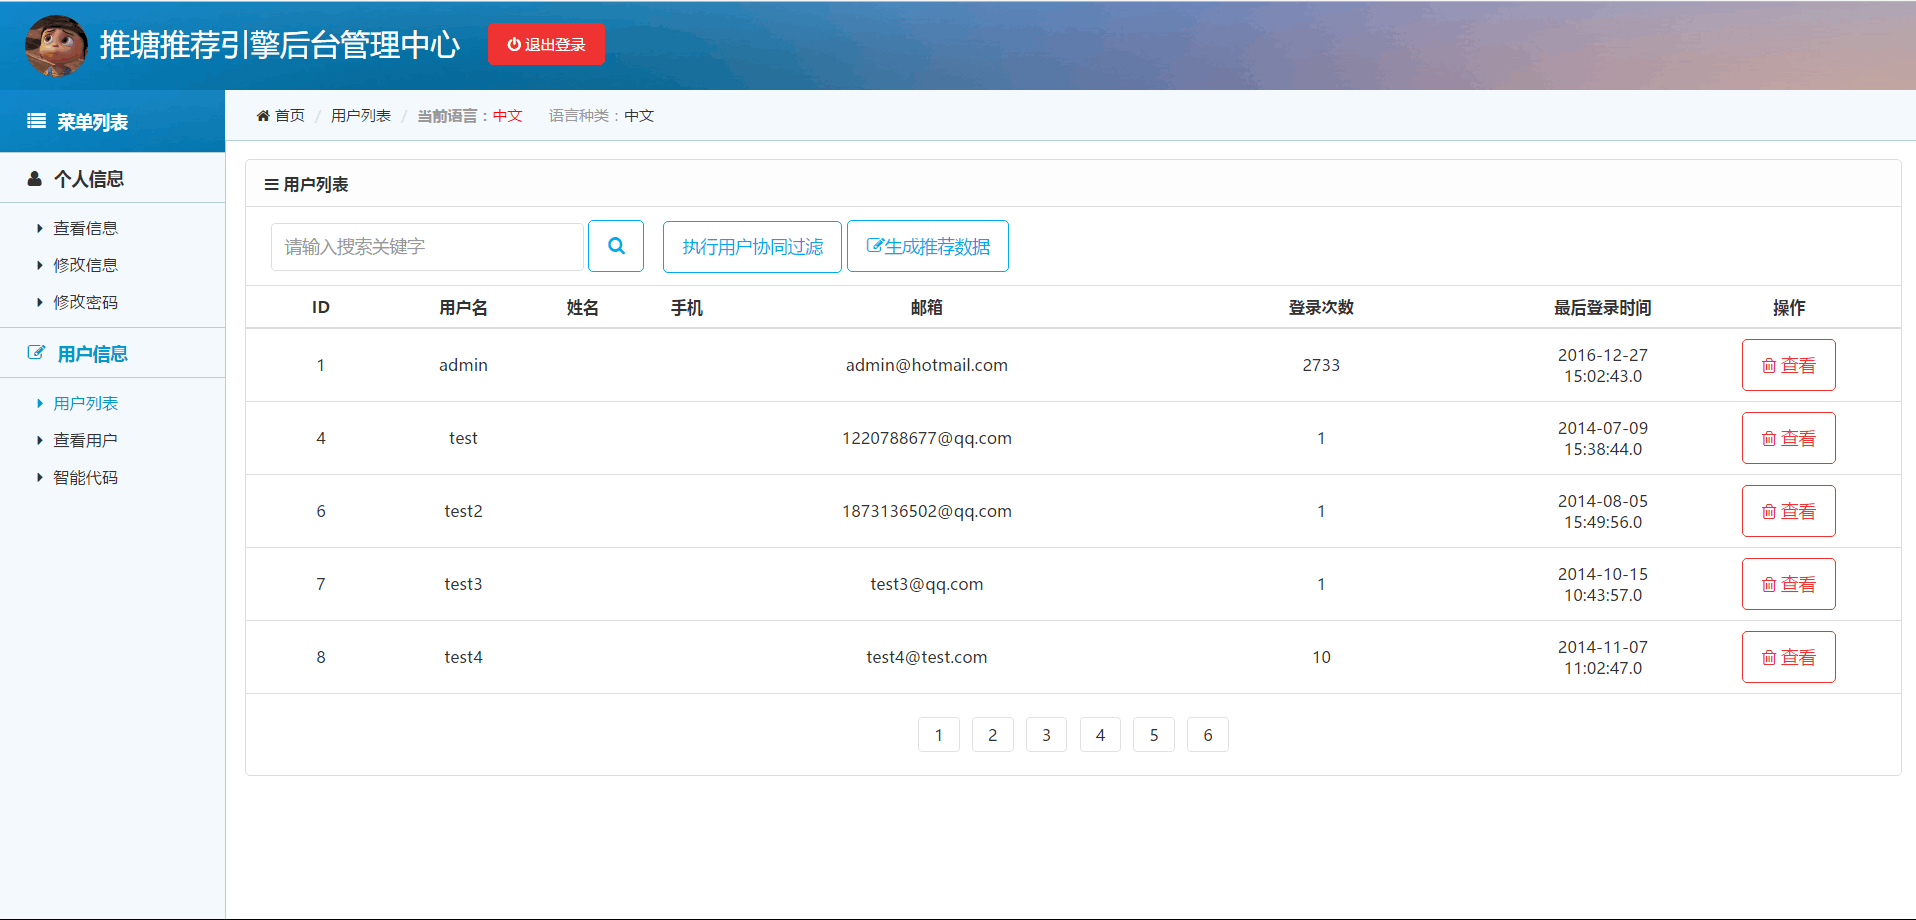 推塘推荐引擎后台管理中心 退出登录
菜单列表
首页 / 用户列表 / 当前语言：中文 语言种类：中文
个人信息
查看信息
修改信息
修改密码
用户信息
用户列表
查看用户
智能代码
用户列表
请输入搜索关键字 执行用户协同过滤 生成推荐数据
ID 用户名 姓名 手机 邮箱 登录次数 最后登录时间 操作
1 admin admin@hotmail.com 2733 2016-12-27 15:02:43.0 查看
4 test 1220788677@qq.com 1 2014-07-09 15:38:44.0 查看
6 test2 1873136502@qq.com 1 2014-08-05 15:49:56.0 查看
7 test3 test3@qq.com 1 2014-10-15 10:43:57.0 查看
8 test4 test4@test.com 10 2014-11-07 11:02:47.0 查看
1 2 3 4 5 6